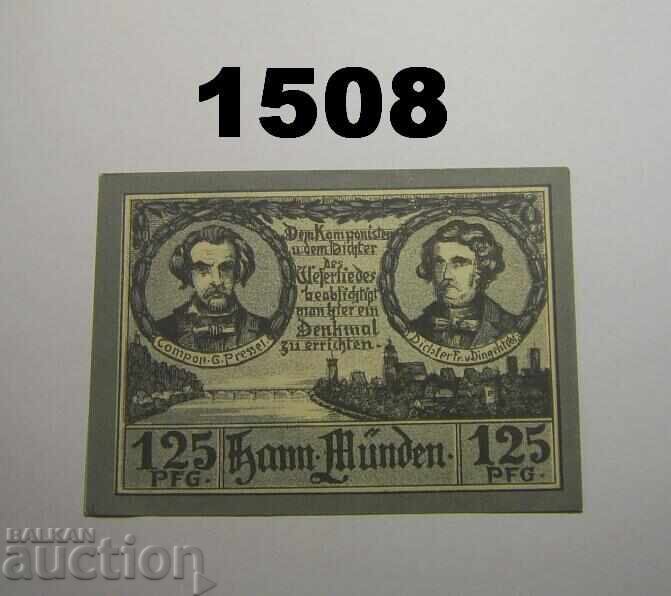 1508
Dem Komponisten
u. dem Dichter
des
Weserliedes
beabsichtigt
man hier ein
Denkmal
zu errichten.
Compon. G. Pressel.
Dichter Fr. v. Dingelstedt
125
PFG.
Hann. Münden.
125
PFG.
BALKAN
auction